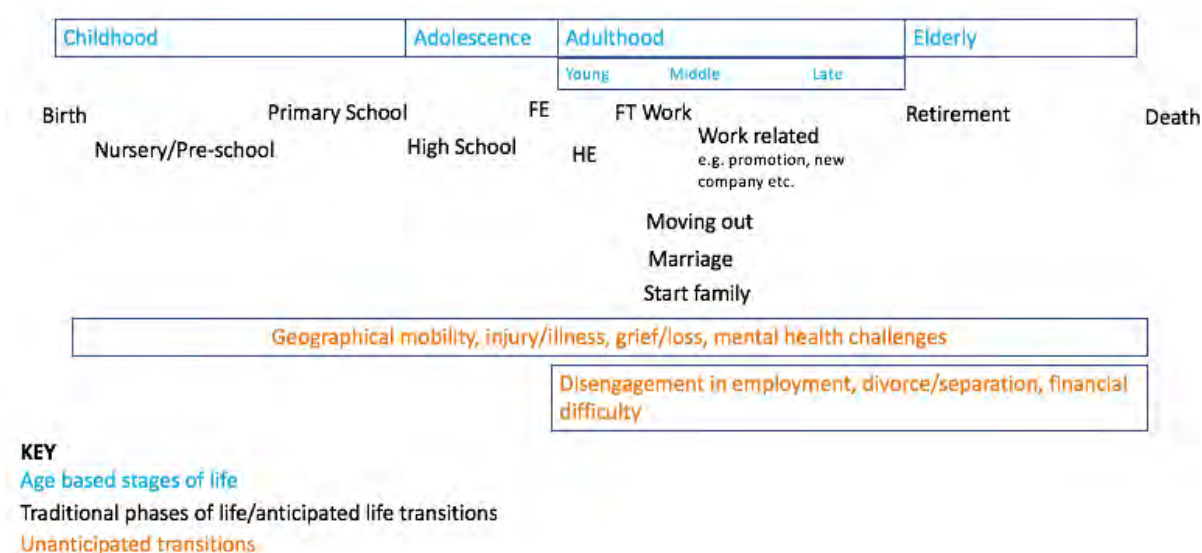 Childhood Adolescence Adulthood Elderly
Young Middle Late
Birth Primary School FE FT Work Retirement Death
Nursery/Pre-school High School HE Work related
e.g. promotion, new
company etc.
Moving out
Marriage
Start family
Geographical mobility, injury/illness, grief/loss, mental health challenges
Disengagement in employment, divorce/separation, financial
difficulty
KEY
Age based stages of life
Traditional phases of life/anticipated life transitions
Unanticipated transitions